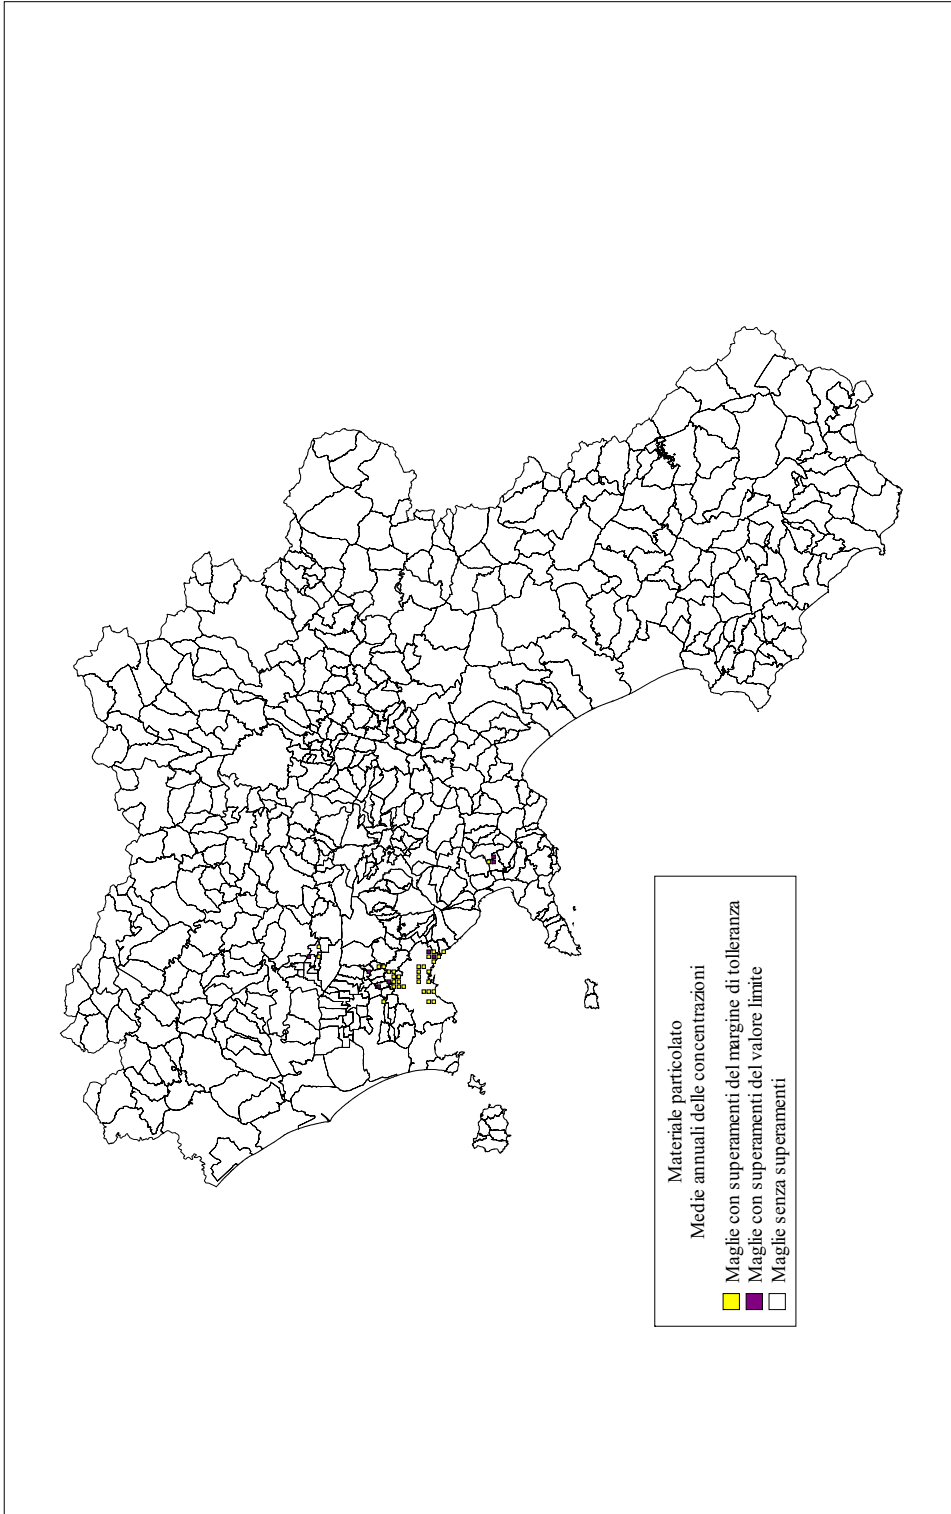 Materiale particolato
Medie annuali delle concentrazioni
Maglie con superamenti del margine di tolleranza
Maglie con superamenti del valore limite
Maglie senza superamenti